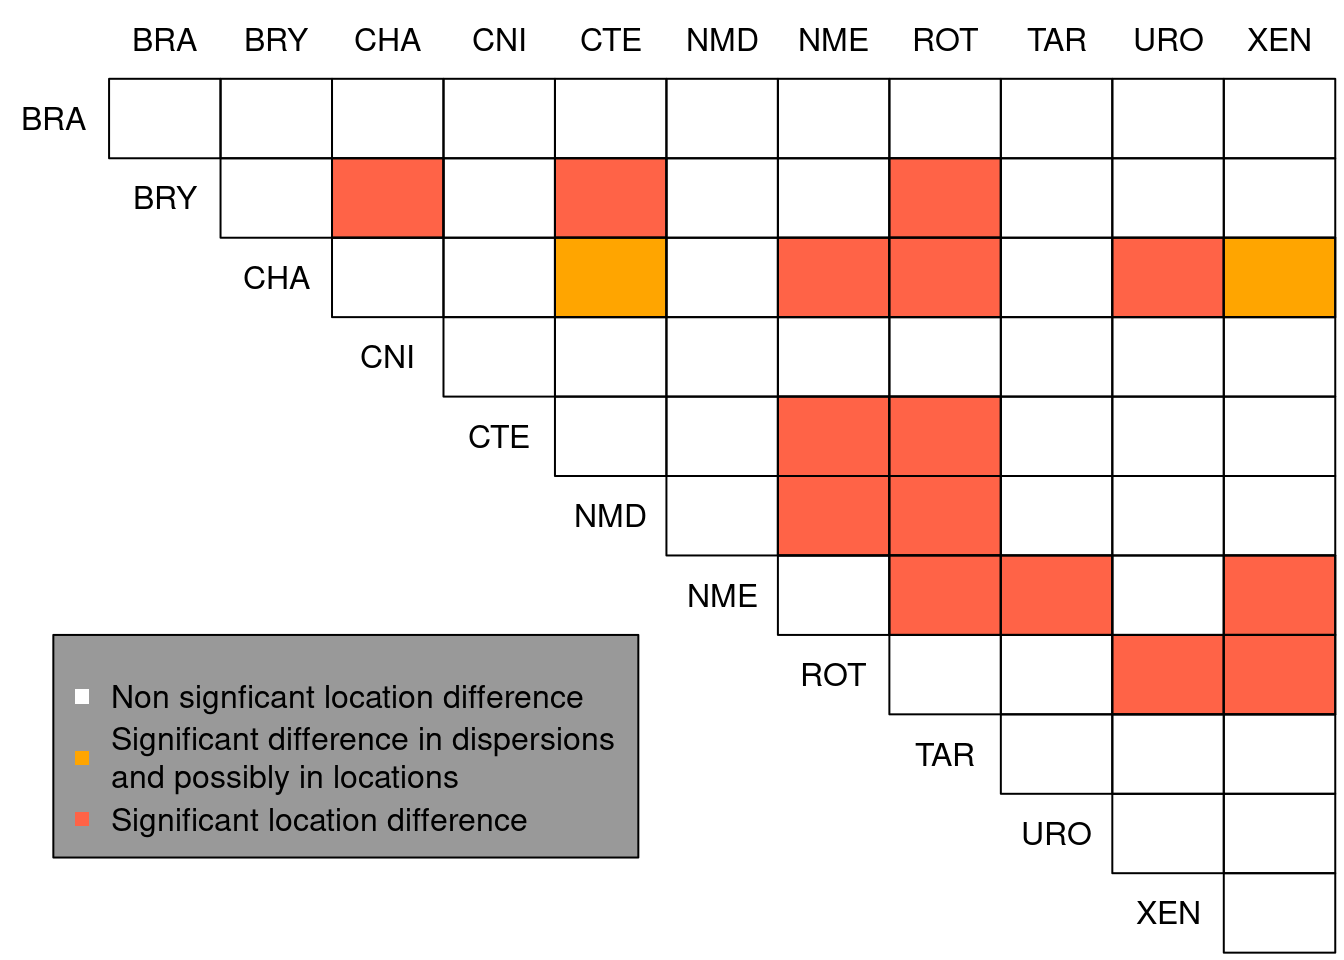 BRA BRY CHA CNI CTE NMD NME ROT TAR URO XEN
BRA
BRY
CHA
CNI
CTE
NMD
NME
ROT
TAR
URO
XEN
Non signficant location difference
Significant difference in dispersions
and possibly in locations
Significant location difference